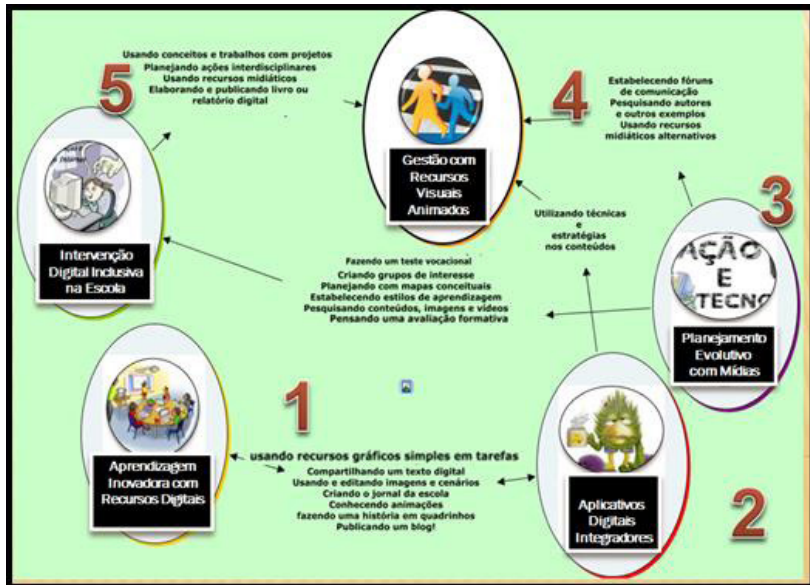 Usando conceitos e trabalhos com projetos
Planejando ações interdisciplinares
Usando recursos midiáticos
Elaborando e publicando livro ou
relatório digital
5
Gestão com
Recursos
Visuais
Animados
4
Estabelecendo fóruns
de comunicação
Pesquisando autores
e outros exemplos
Usando recursos
midiáticos alternativos
Intervenção
Digital Inclusiva
na Escola
Utilizando técnicas
e
estratégias
nos conteúdos
3
AÇÃO
E
TECNO
Planejamento
Evolutivo
com Mídias
Fazendo um teste vocacional
Criando grupos de interesse
Planejando com mapas conceituais
Estabelecendo estilos de aprendizagem
Pesquisando conteúdos, imagens e vídeos
Pensando uma avaliação formativa
1
Aprendizagem
Inovadora com
Recursos Digitais
usando recursos gráficos simples em tarefas
Compartilhando um texto digital
Usando e editando imagens e cenários
Criando o jornal da escola
Conhecendo animações
fazendo uma história em quadrinhos
Publicando um blog!
Aplicativos
Digitais
Integradores
2